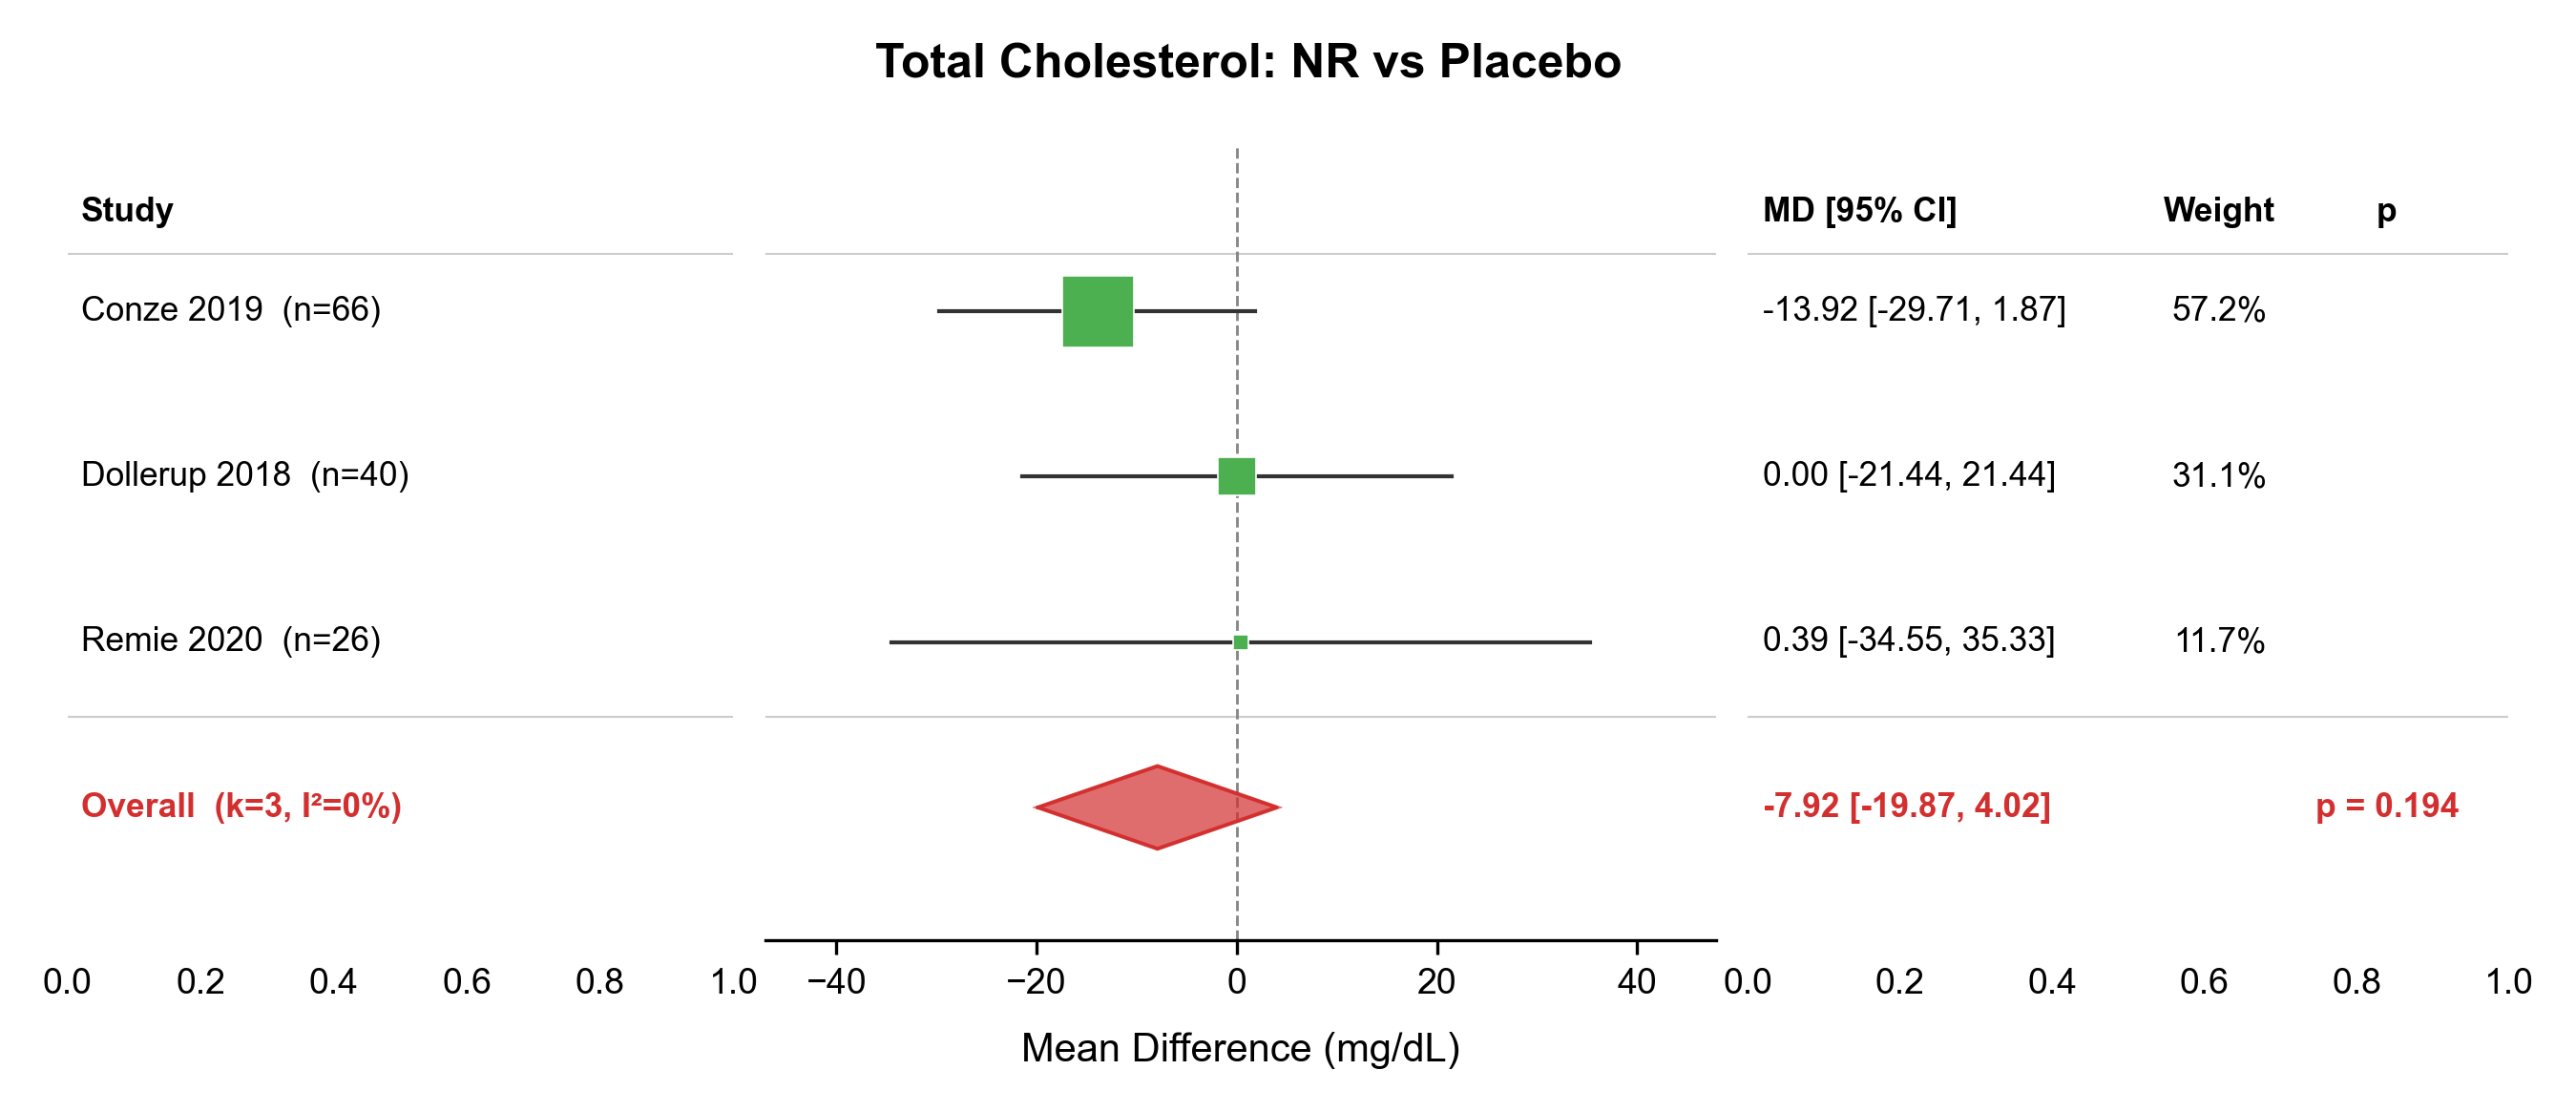 Total Cholesterol: NR vs Placebo
Study MD [95% CI] Weight p
Conze 2019 (n=66) -13.92 [-29.71, 1.87] 57.2%
Dollerup 2018 (n=40) 0.00 [-21.44, 21.44] 31.1%
Remie 2020 (n=26) 0.39 [-34.55, 35.33] 11.7%
Overall (k=3, I²=0%) -7.92 [-19.87, 4.02] p = 0.194
0.0 0.2 0.4 0.6 0.8 1.0 −40 −20 0 20 40 0.0 0.2 0.4 0.6 0.8 1.0
Mean Difference (mg/dL)